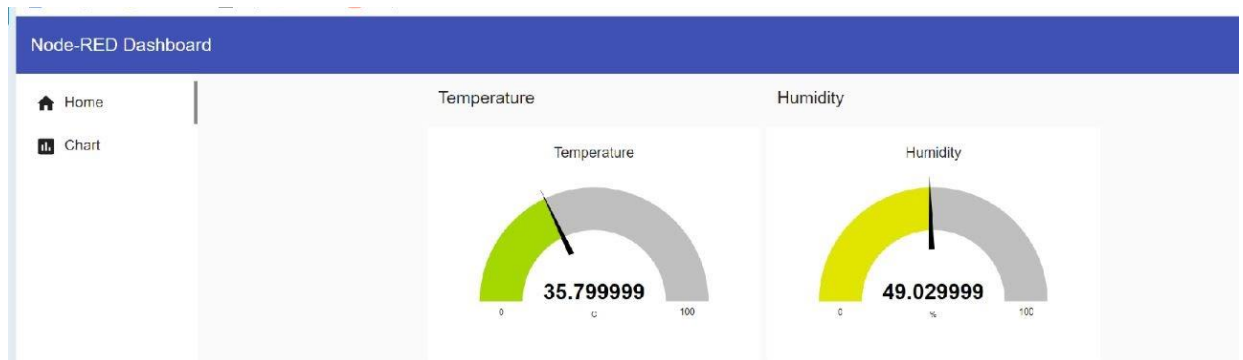 Node-RED Dashboard
Home
Chart
Temperature
Humidity
Temperature
35.799999
0
C
100
Humidity
49.029999
0
%
100